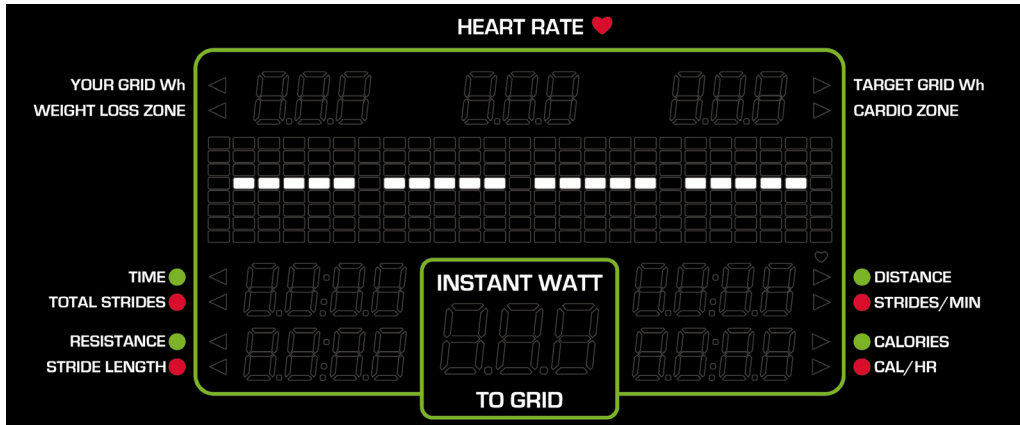 HEART RATE
YOUR GRID Wh
WEIGHT LOSS ZONE
TARGET GRID Wh
CARDIO ZONE
- - - -
TIME
TOTAL STRIDES
RESISTANCE
STRIDE LENGTH
INSTANT WATT
TO GRID
DISTANCE
STRIDES/MIN
CALORIES
CAL/HR